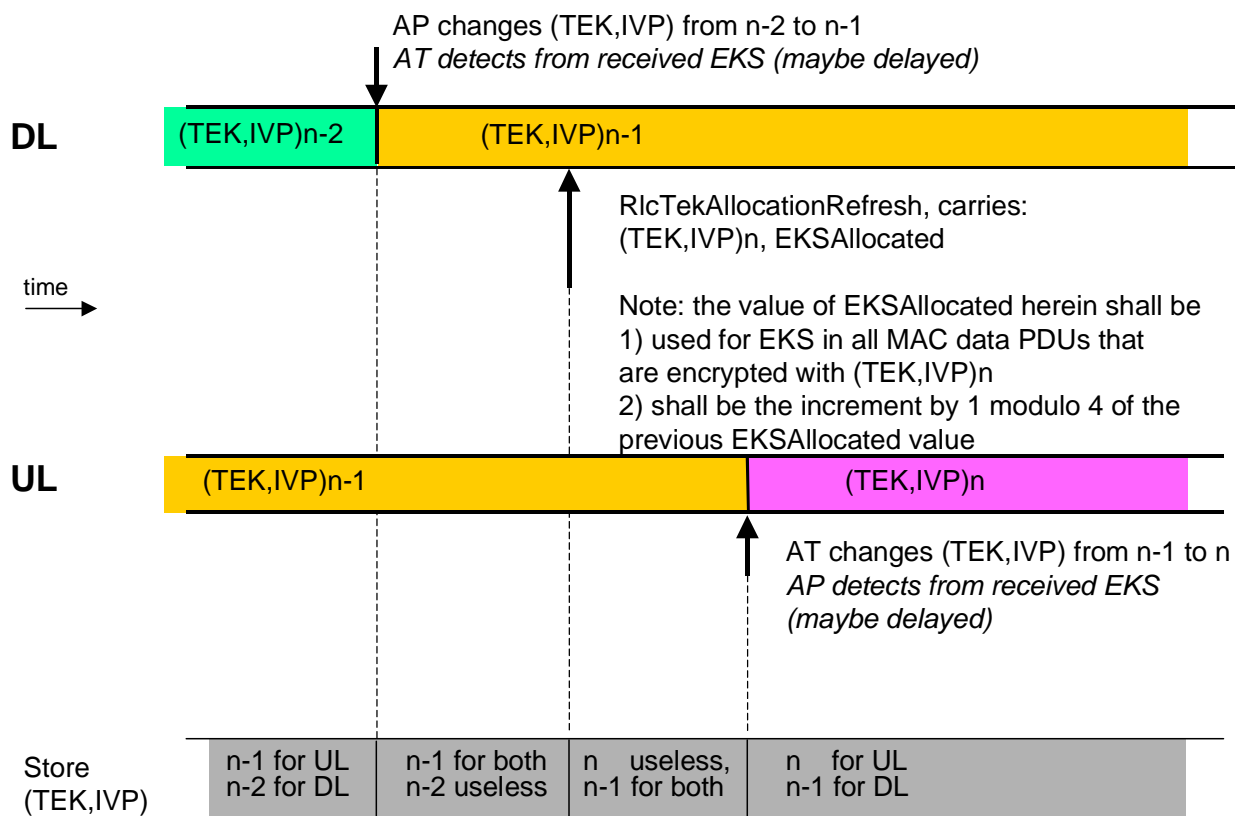 AP changes (TEK,IVP) from n-2 to n-1
AT detects from received EKS (maybe delayed)
DL
(TEK,IVP)n-2
(TEK,IVP)n-1
RlcTekAllocationRefresh, carries:
(TEK,IVP)n, EKSAllocated
time
Note: the value of EKSAllocated herein shall be
1) used for EKS in all MAC data PDUs that
are encrypted with (TEK,IVP)n
2) shall be the increment by 1 modulo 4 of the
previous EKSAllocated value
UL
(TEK,IVP)n-1
(TEK,IVP)n
AT changes (TEK,IVP) from n-1 to n
AP detects from received EKS
(maybe delayed)
Store
(TEK,IVP)
n-1 for UL
n-2 for DL
n-1 for both
n-2 useless
n useless,
n-1 for both
n for UL
n-1 for DL